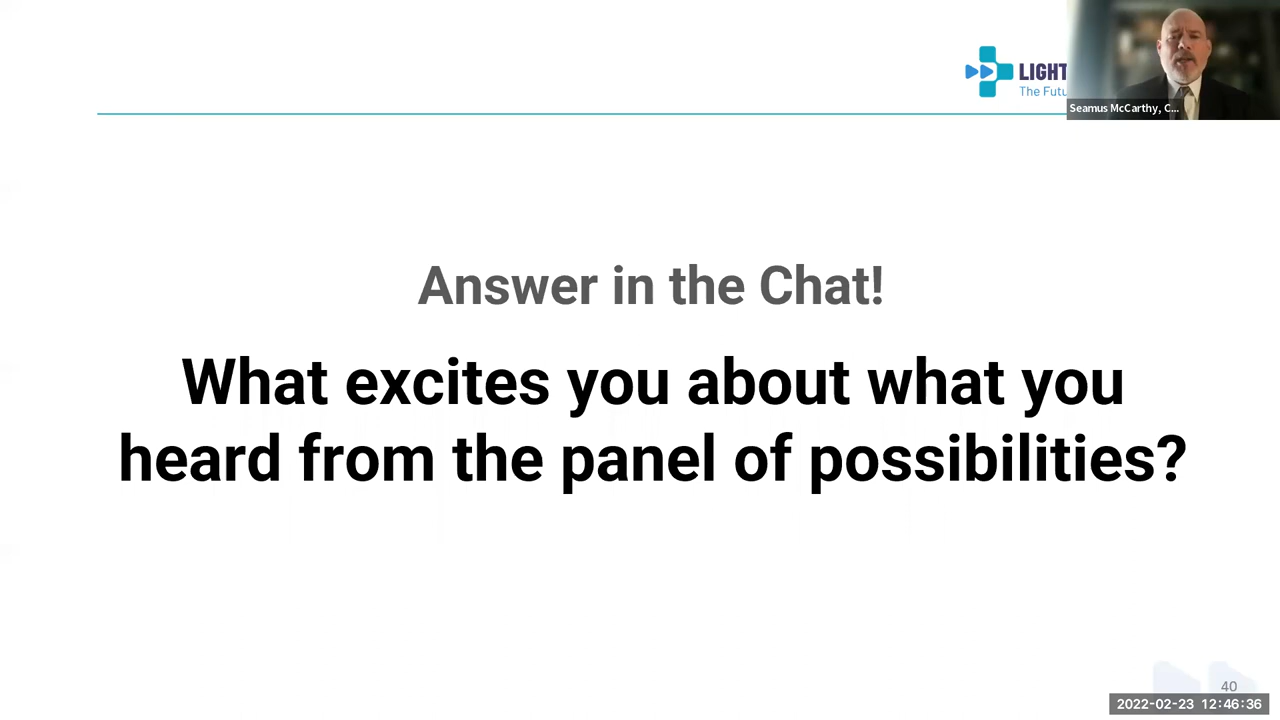 LIGHT
The Futu
Seamus McCarthy, C...
Answer in the Chat!
What excites you about what you
heard from the panel of possibilities?
40
2022-02-23 12:46:36